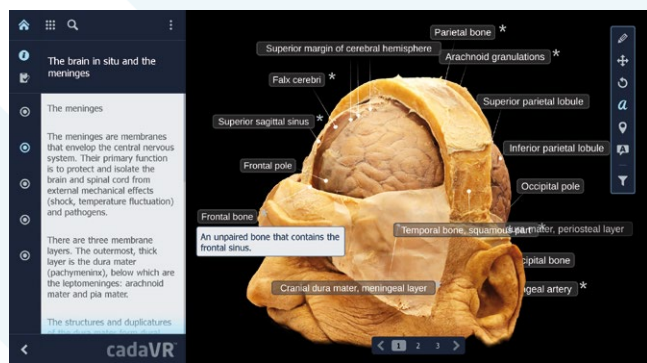 The brain in situ and the
meninges
The meninges
The meninges are membranes
that envelop the central nervous
system. Their primary function
is to protect and isolate the
brain and spinal cord from
external mechanical effects
(shock, temperature fluctuation)
and pathogens.
There are three membrane
layers. The outermost, thick
layer is the dura mater
(pachymeninx), below which are
the leptomeninges: arachnoid
mater and pia mater.
The structures and duplicatures
cadaVR
Parietal bone *
Superior margin of cerebral hemisphere
Arachnoid granulations *
Falx cerebri *
Superior parietal lobule
Superior sagittal sinus *
Inferior parietal lobule
Frontal pole
Occipital pole
Frontal bone
An unpaired bone that contains the
frontal sinus.
Temporal bone, squamous part
mater, periosteal layer
cipital bone
Cranial dura mater, meningeal layer *
ngeal artery *
1 2 3